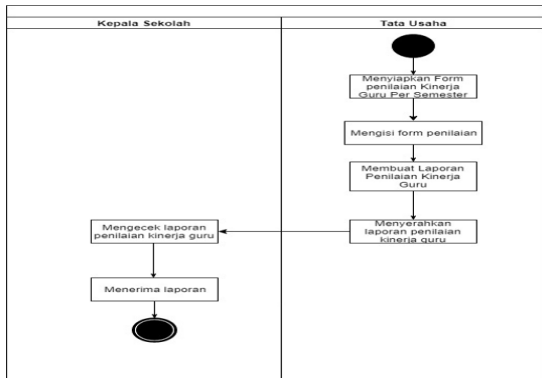 Kepala Sekolah
Tata Usaha
Menyiapkan Form
penilaian Kinerja
Guru Per Semester
Mengisi form penilaian
Membuat Laporan
Penilaian Kinerja
Guru
Menyerahkan
laporan penilaian
kinerja guru
Mengecek laporan
penilaian kinerja guru
Menerima laporan